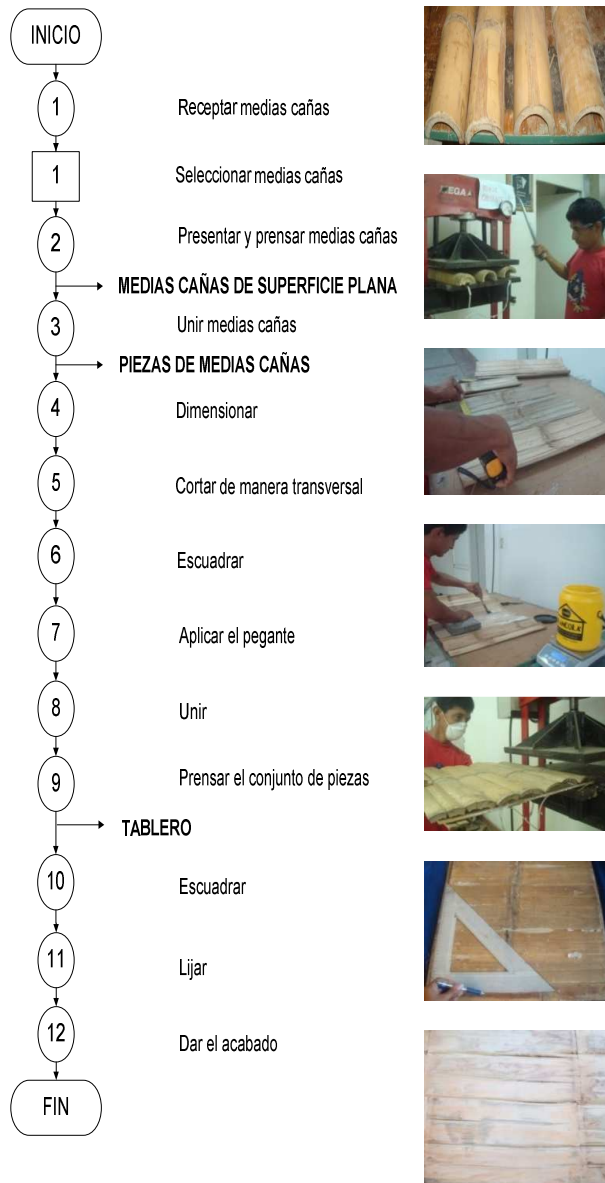 INICIO
1
Receptar medias cañas
1
Seleccionar medias cañas
2
Presentar y prensar medias cañas
MEDIAS CAÑAS DE SUPERFICIE PLANA
3
Unir medias cañas
PIEZAS DE MEDIAS CAÑAS
4
Dimensionar
5
Cortar de manera transversal
6
Escuadrar
7
Aplicar el pegante
8
Unir
9
Prensar el conjunto de piezas
TABLERO
10
Escuadrar
11
Lijar
12
Dar el acabado
FIN
MEGA